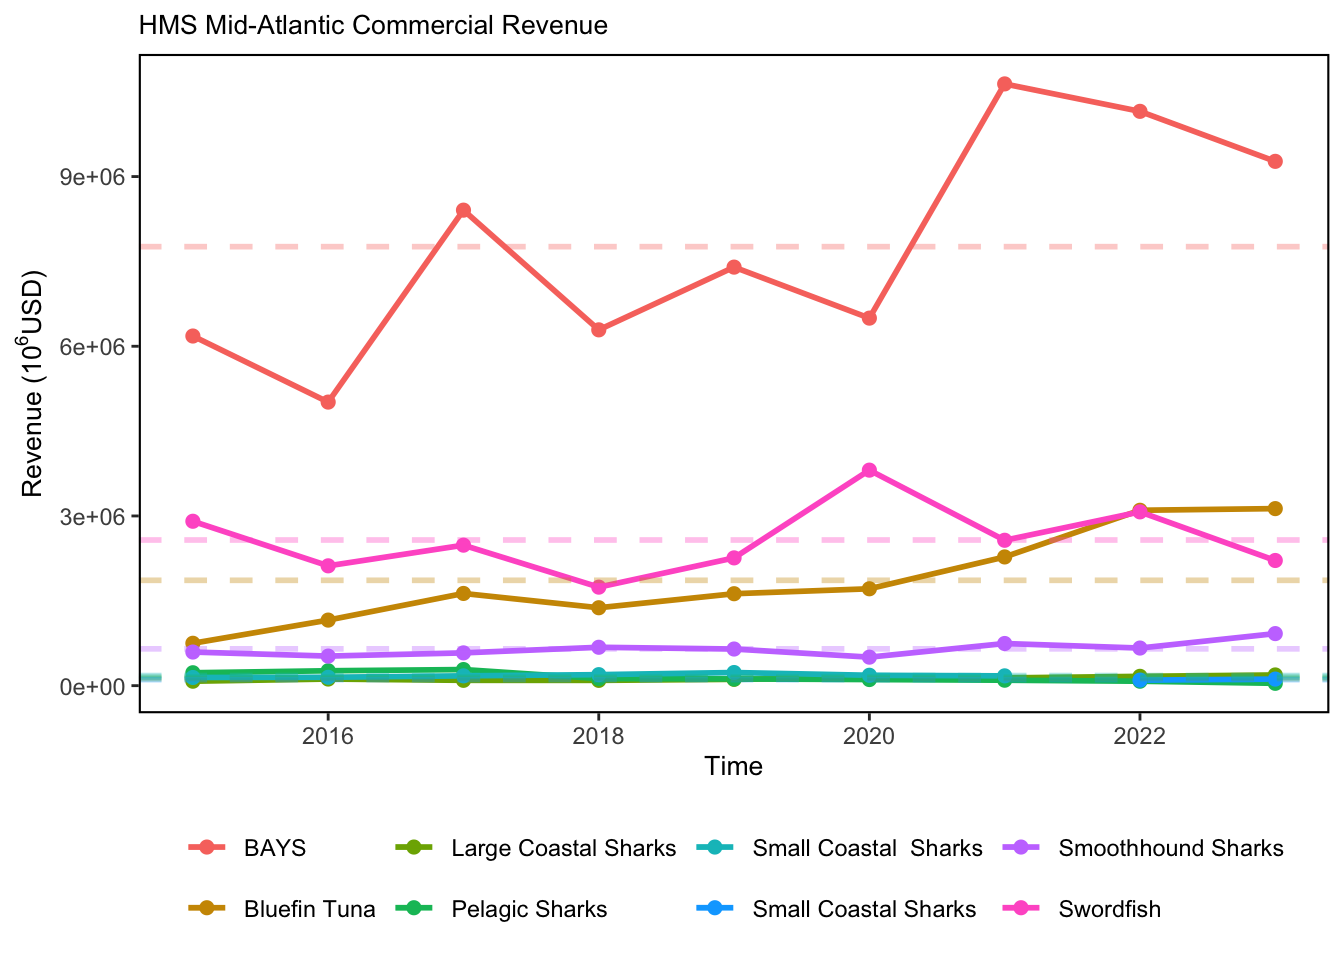 HMS Mid-Atlantic Commercial Revenue
Revenue (10⁶USD)
9e+06
6e+06
3e+06
0e+00
2016 2018 2020 2022
Time
BAYS Large Coastal Sharks Small Coastal  Sharks Smoothhound Sharks
Bluefin Tuna Pelagic Sharks Small Coastal Sharks Swordfish